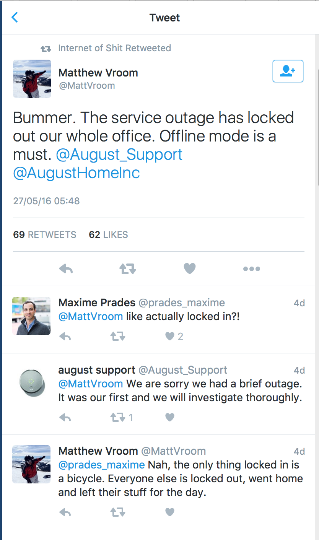 Tweet
Internet of Shit Retweeted
Matthew Vroom
@MattVroom
Bummer. The service outage has locked
out our whole office. Offline mode is a
must. @August_Support
@AugustHomeInc
27/05/16 05:48
69 RETWEETS 62 LIKES
Maxime Prades @prades_maxime 4d
@MattVroom like actually locked in?!
2
august support @August_Support 4d
@MattVroom We are sorry we had a brief outage.
It was our first and we will investigate thoroughly.
1
Matthew Vroom @MattVroom 4d
@prades_maxime Nah, the only thing locked in is
a bicycle. Everyone else is locked out, went home
and left their stuff for the day.